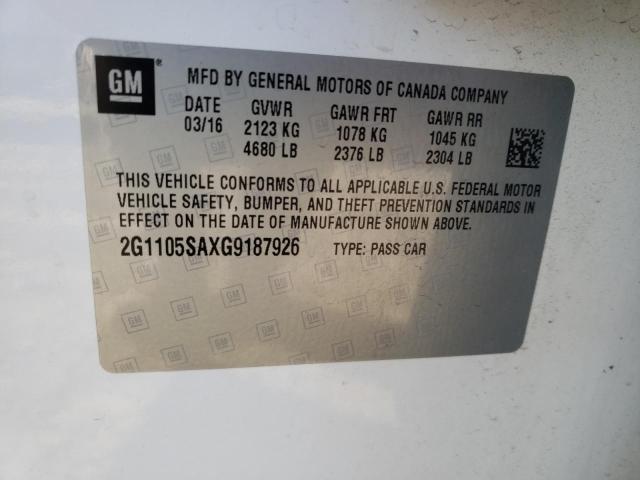 GM ® MFD BY GENERAL MOTORS OF CANADA COMPANY
DATE GVWR GAWR FRT GAWR RR
03/16 2123 KG 1078 KG 1045 KG
4680 LB 2376 LB 2304 LB
THIS VEHICLE CONFORMS TO ALL APPLICABLE U.S. FEDERAL MOTOR
VEHICLE SAFETY, BUMPER, AND THEFT PREVENTION STANDARDS IN
EFFECT ON THE DATE OF MANUFACTURE SHOWN ABOVE.
2G1105SAXG9187926 TYPE: PASS CAR